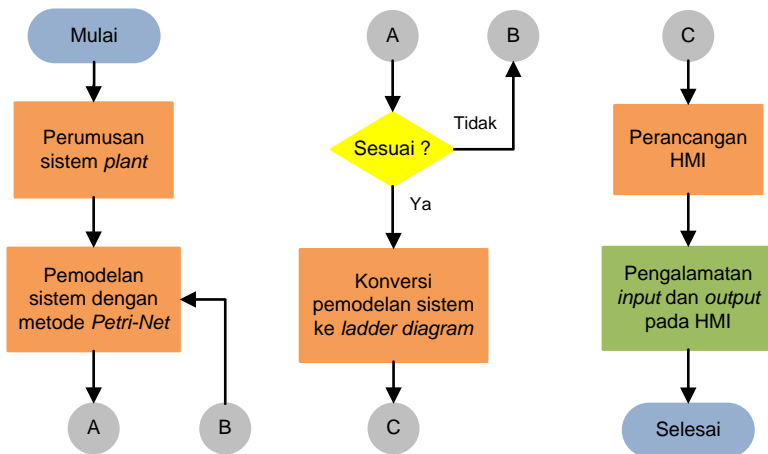 Mulai
Perumusan
sistem plant
Pemodelan
sistem dengan
metode Petri-Net
A
B
A
B
Sesuai ?
Tidak
Ya
Konversi
pemodelan sistem
ke ladder diagram
C
C
Perancangan
HMI
Pengalamatan
input dan output
pada HMI
Selesai